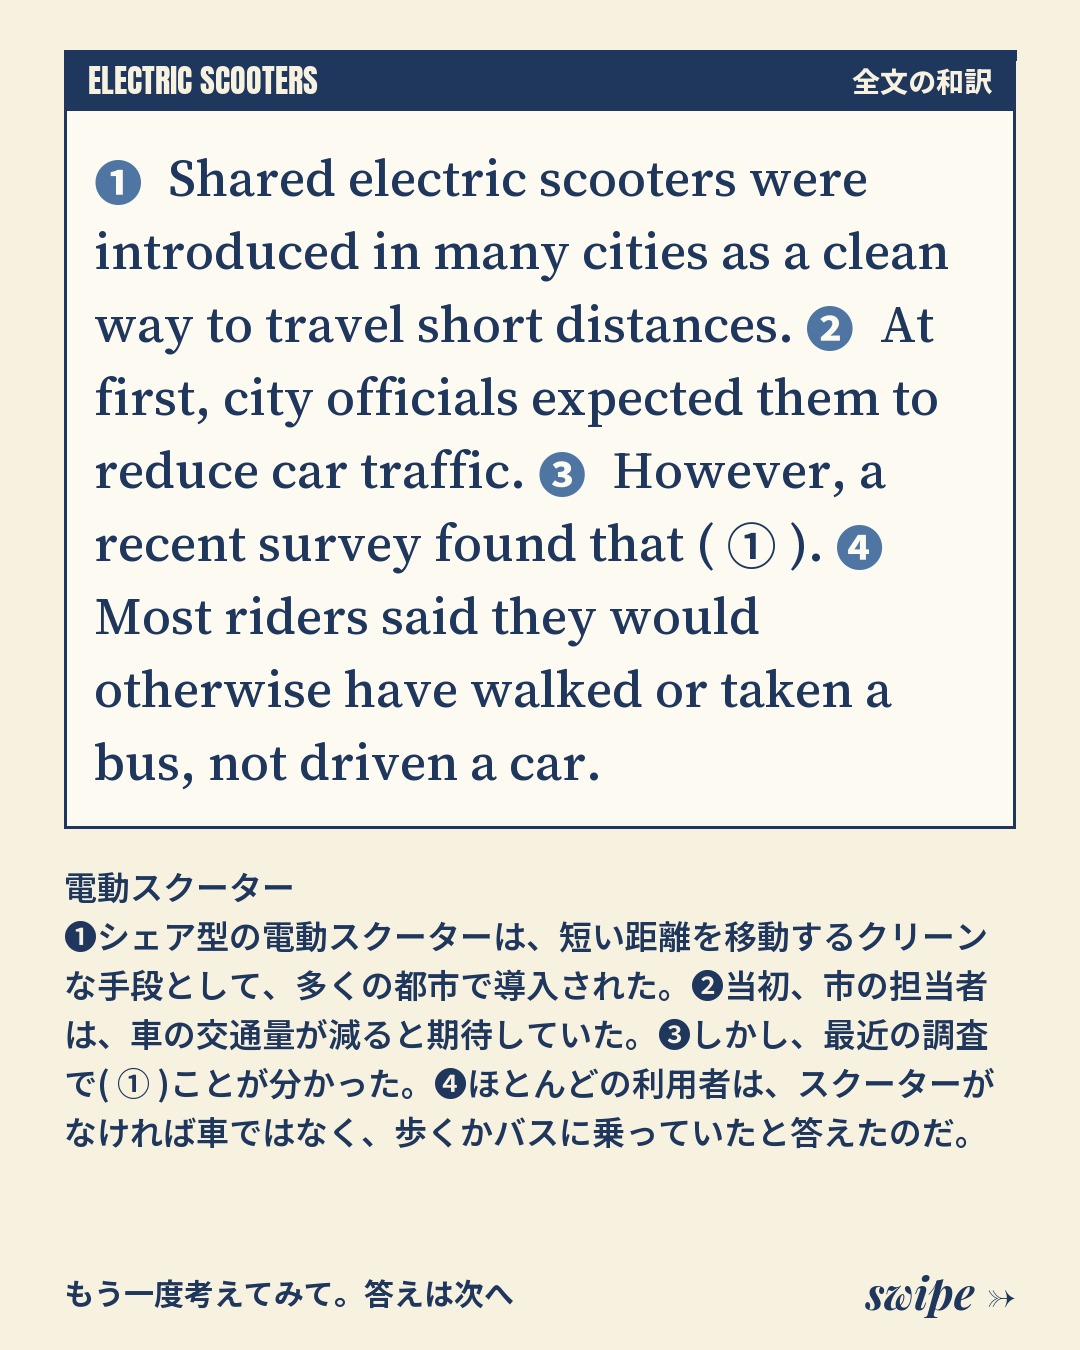 ELECTRIC SCOOTERS
全文の和訳
❶ Shared electric scooters were
introduced in many cities as a clean
way to travel short distances. ❷ At
first, city officials expected them to
reduce car traffic. ❸ However, a
recent survey found that ( ① ). ❹
Most riders said they would
otherwise have walked or taken a
bus, not driven a car.
電動スクーター
❶シェア型の電動スクーターは、短い距離を移動するクリーン
な手段として、多くの都市で導入された。❷当初、市の担当者
は、車の交通量が減ると期待していた。❸しかし、最近の調査
で( ① )ことが分かった。❹ほとんどの利用者は、スクーターが
なければ車ではなく、歩くかバスに乗っていたと答えたのだ。
もう一度考えてみて。答えは次へ
swipe